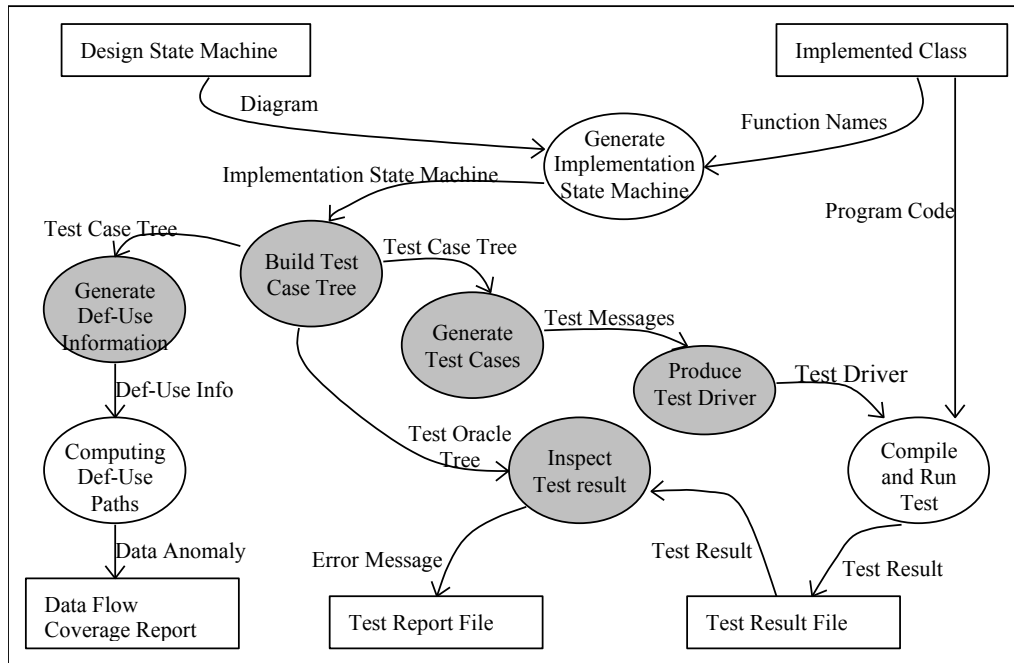 Design State Machine
Implemented Class
Diagram
Function Names
Generate
Implementation
State Machine
Implementation State Machine
Program Code
Test Case Tree
Build Test
Case Tree
Test Case Tree
Generate
Def-Use
Information
Generate
Test Cases
Test Messages
Produce
Test Driver
Test Driver
Def-Use Info
Computing
Def-Use
Paths
Test Oracle
Tree
Inspect
Test result
Compile
and Run
Test
Data Anomaly
Error Message
Test Result
Test Result
Data Flow
Coverage Report
Test Report File
Test Result File